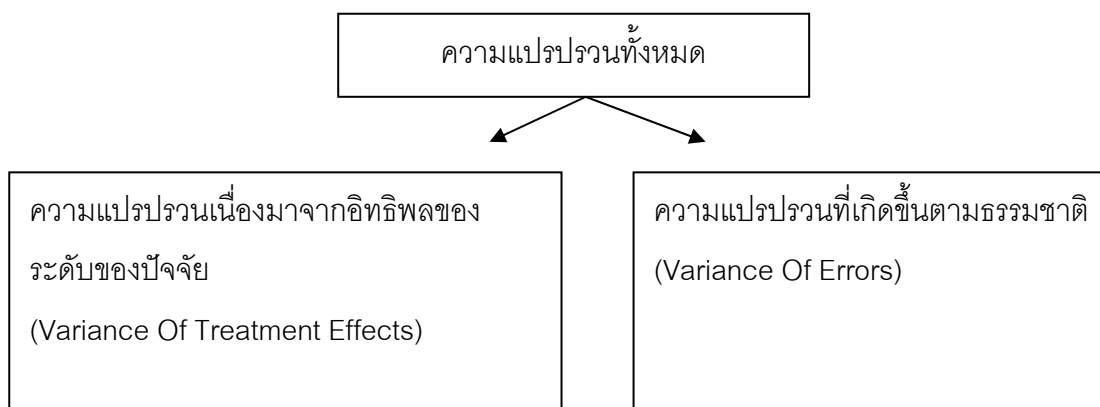 ความแปรปรวนทั้งหมด
ความแปรปรวนเนื่องมาจากอิทธิพลของ
ระดับของปัจจัย
(Variance Of Treatment Effects)
ความแปรปรวนที่เกิดขึ้นตามธรรมชาติ
(Variance Of Errors)